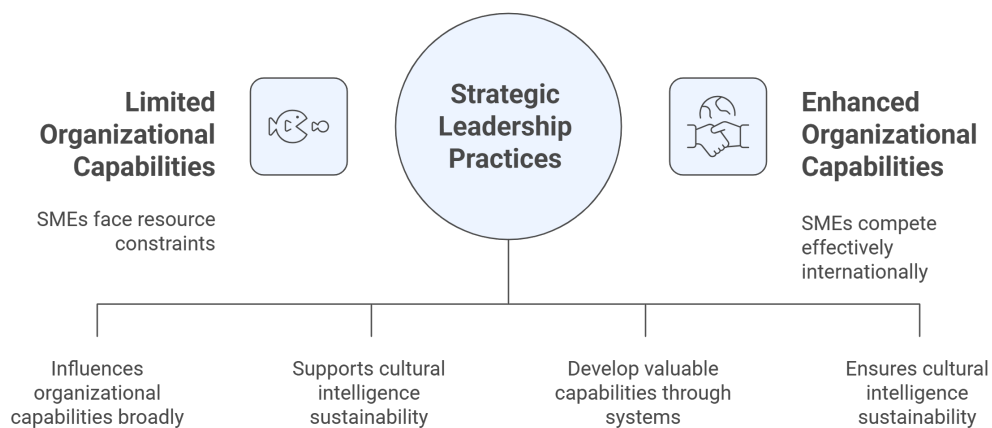 Strategic
Leadership
Practices
Limited
Organizational
Capabilities
SMEs face resource
constraints
Enhanced
Organizational
Capabilities
SMEs compete
effectively
internationally
Influences
organizational
capabilities broadly
Supports cultural
intelligence
sustainability
Develop valuable
capabilities through
systems
Ensures cultural
intelligence
sustainability